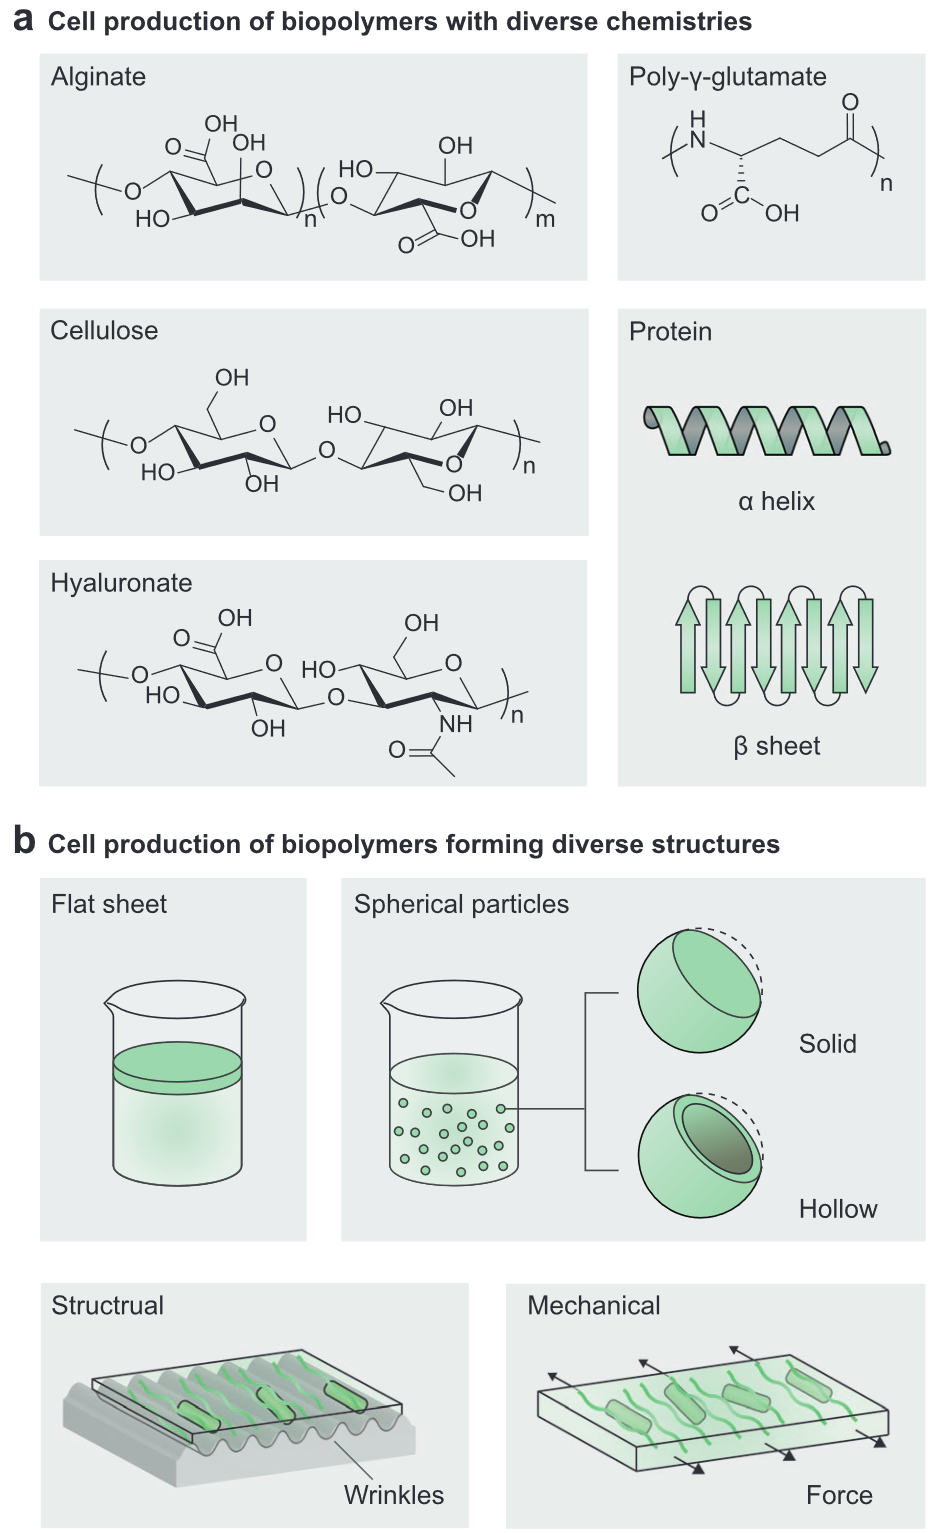 a Cell production of biopolymers with diverse chemistries
Alginate
OH
OH
O
O
O
HO
n
O
HO
OH
O
O
OH
m
Poly-γ-glutamate
H
N
O
C
O
OH
n
Cellulose
OH
O
O
HO
OH
O
HO
OH
O
OH
n
Protein
α helix
β sheet
Hyaluronate
OH
O
O
O
HO
OH
O
HO
OH
O
NH
O
n
b Cell production of biopolymers forming diverse structures
Flat sheet
Spherical particles
Solid
Hollow
Structrual
Wrinkles
Mechanical
Force